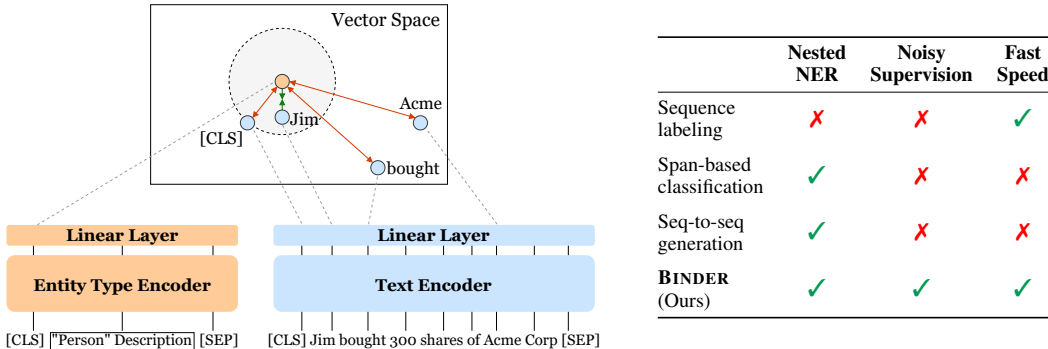 Vector Space
Acme
Jim
[CLS]
bought
Linear Layer
Linear Layer
Entity Type Encoder
Text Encoder
[CLS] "Person" Description [SEP]
[CLS] Jim bought 300 shares of Acme Corp [SEP]
Nested NER
Noisy Supervision
Fast Speed
Sequence
labeling
✗ ✗ ✓
Span-based
classification
✓ ✗ ✗
Seq-to-seq
generation
✓ ✗ ✗
BINDER
(Ours)
✓ ✓ ✓